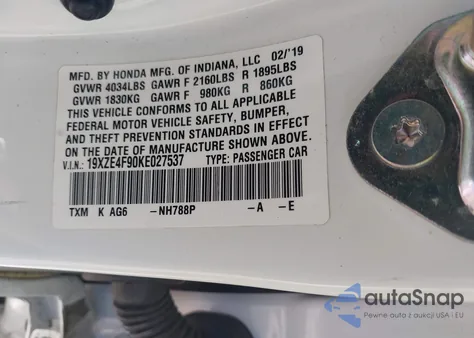 MFD. BY HONDA MFG. OF INDIANA, LLC 02/'19
GVWR 4034LBS GAWR F 2160LBS R 1895LBS
GVWR 1830KG GAWR F 980KG R 860KG
THIS VEHICLE CONFORMS TO ALL APPLICABLE
FEDERAL MOTOR VEHICLE SAFETY, BUMPER,
AND THEFT PREVENTION STANDARDS IN EFFECT
ON THE DATE OF MANUFACTURE SHOWN ABOVE.
V.I.N.: 19XZE4F90KE027537 TYPE: PASSENGER CAR
TXM K AG6 -NH788P -A -E
autoSnap
Pewne auta z aukcji USA i EU